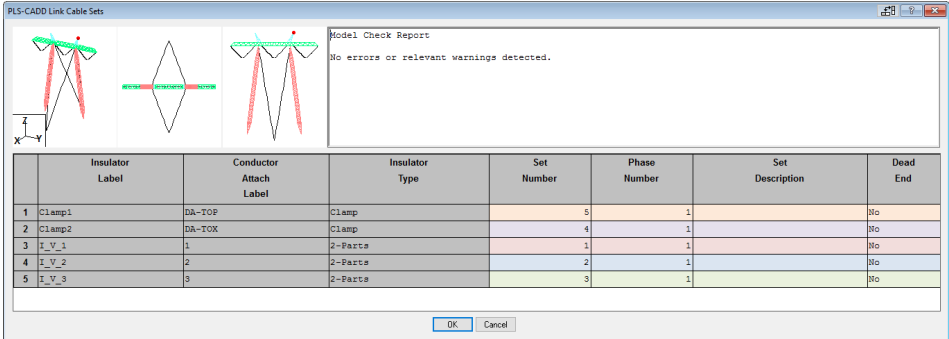 PLS-CADD Link Cable Sets
Model Check Report
No errors or relevant warnings detected.
Z
X Y
Insulator Label Conductor Attach Label Insulator Type Set Number Phase Number Set Description Dead End
1 Clamp1 DA-TOP Clamp 5 1 No
2 Clamp2 DA-TOX Clamp 4 1 No
3 I_V_1 1 2-Parts 1 1 No
4 I_V_2 2 2-Parts 2 1 No
5 I_V_3 3 2-Parts 3 1 No
OK Cancel